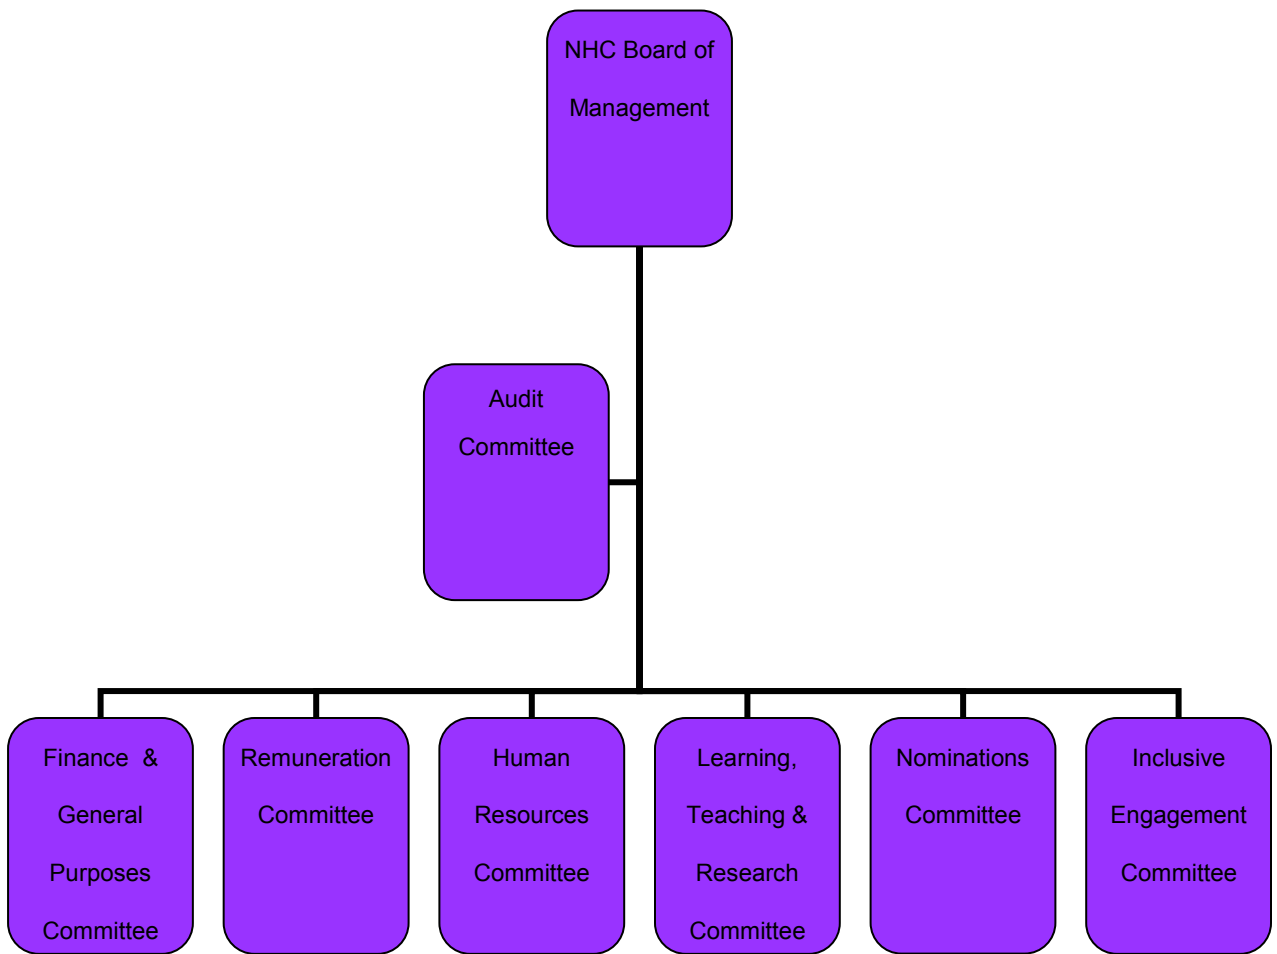 NHC Board of
Management
Audit
Committee
Finance & 
General
Purposes
Committee
Remuneration
Committee
Human
Resources
Committee
Learning,
Teaching &
Research
Committee
Nominations
Committee
Inclusive
Engagement
Committee